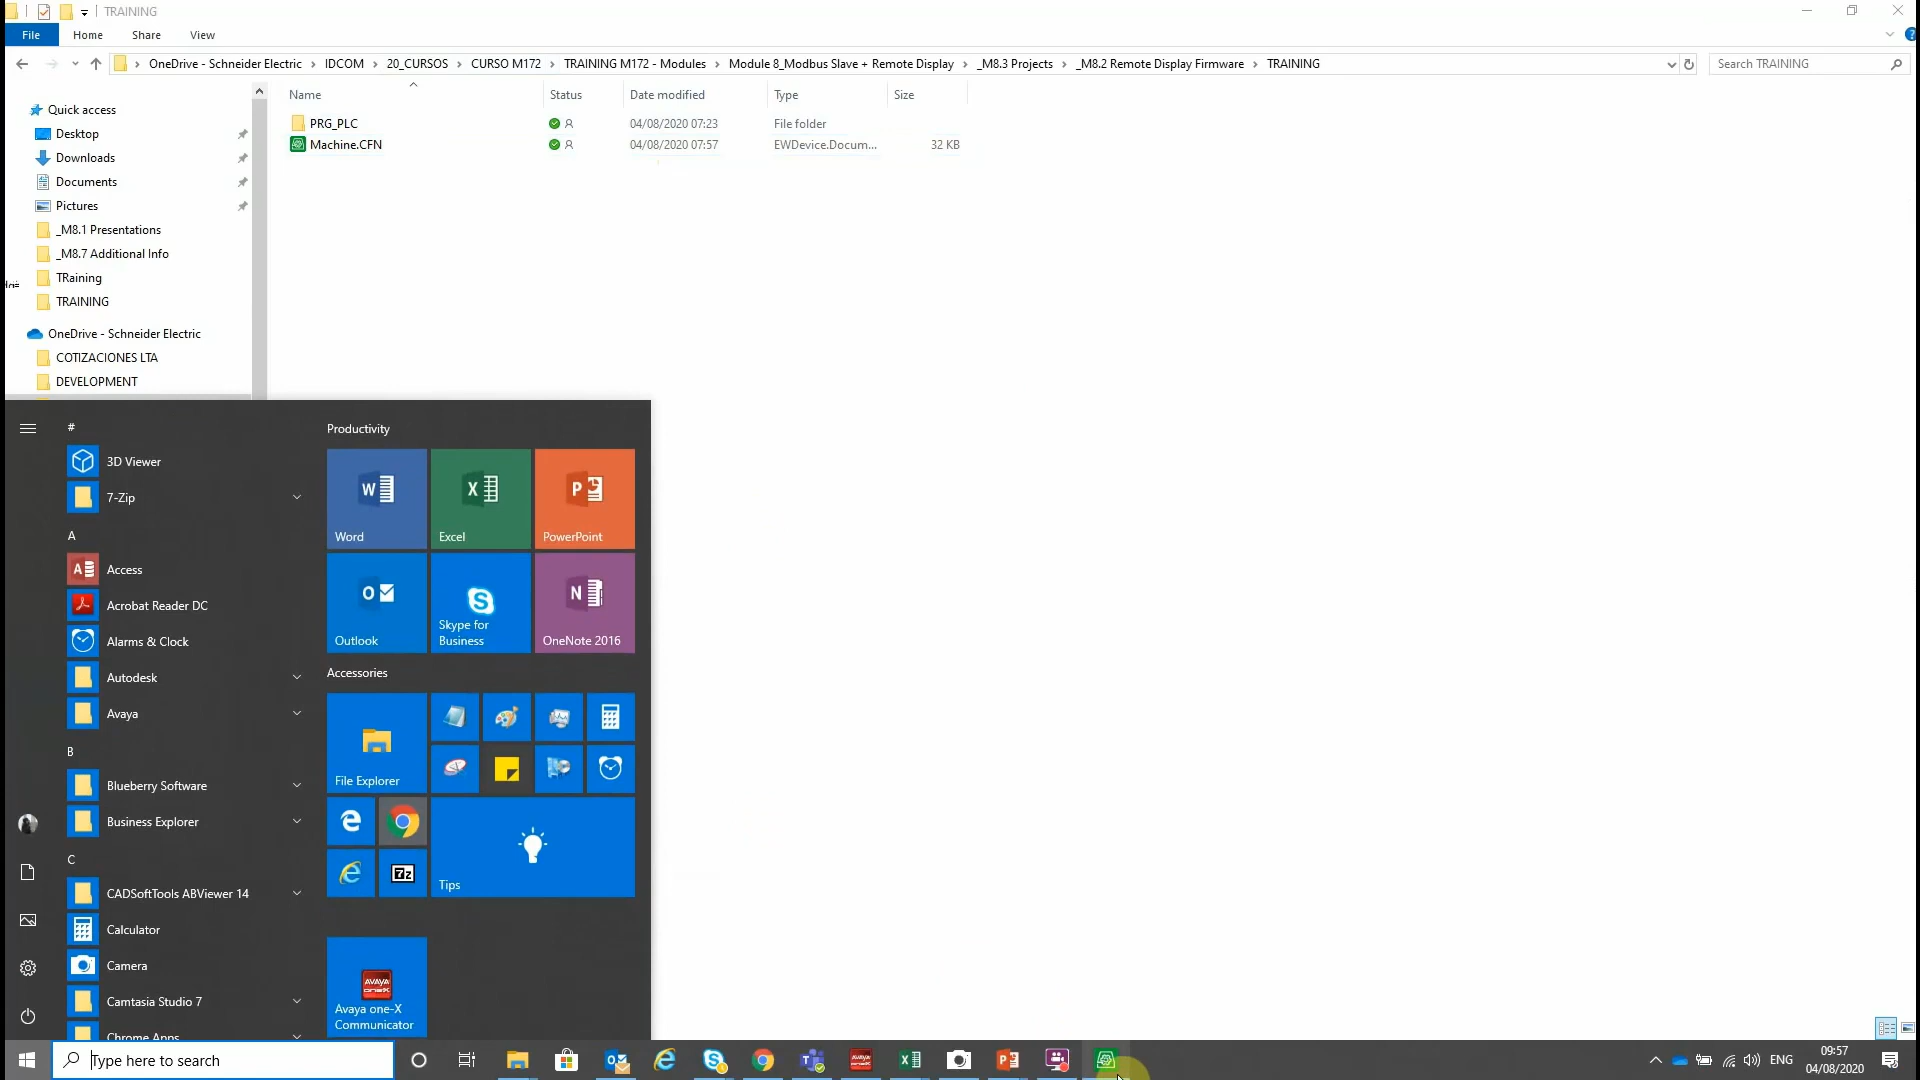 TRAINING
File Home Share View
OneDrive - Schneider Electric IDCOM 20_CURSOS CURSO M172 TRAINING M172 - Modules Module 8_Modbus Slave + Remote Display _M8.3 Projects _M8.2 Remote Display Firmware TRAINING
Search TRAINING
Name Status Date modified Type Size
PRG_PLC 04/08/2020 07:23 File folder
Machine.CFN 04/08/2020 07:57 EWDevice.Docum... 32 KB
Quick access
Desktop
Downloads
Documents
Pictures
_M8.1 Presentations
_M8.7 Additional Info
TRaining
TRAINING
OneDrive - Schneider Electric
COTIZACIONES LTA
DEVELOPMENT
#
3D Viewer
7-Zip
A
Access
Acrobat Reader DC
Alarms & Clock
Autodesk
Avaya
B
Blueberry Software
Business Explorer
C
CADSoftTools ABViewer 14
Calculator
Camera
Camtasia Studio 7
Chrome Apps
Productivity
Word Excel PowerPoint
Outlook Skype for Business OneNote 2016
Accessories
File Explorer
Tips
Avaya one-X
Communicator
Type here to search
ENG
09:57
04/08/2020